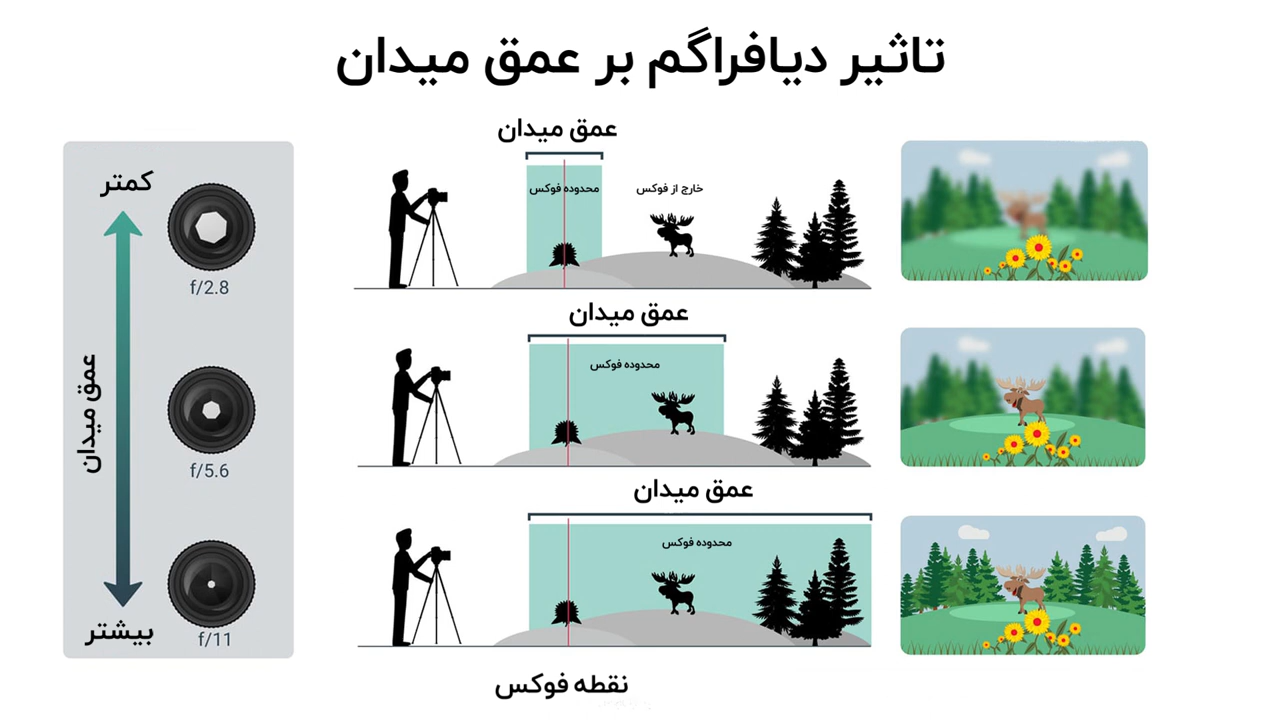 تاثیر دیافراگم بر عمق میدان
عمق میدان
محدوده فوکس
خارج از فوکس
کمتر
f/2.8
عمق میدان
محدوده فوکس
عمق میدان
f/5.6
عمق میدان
محدوده فوکس
بیشتر
f/11
نقطه فوکس